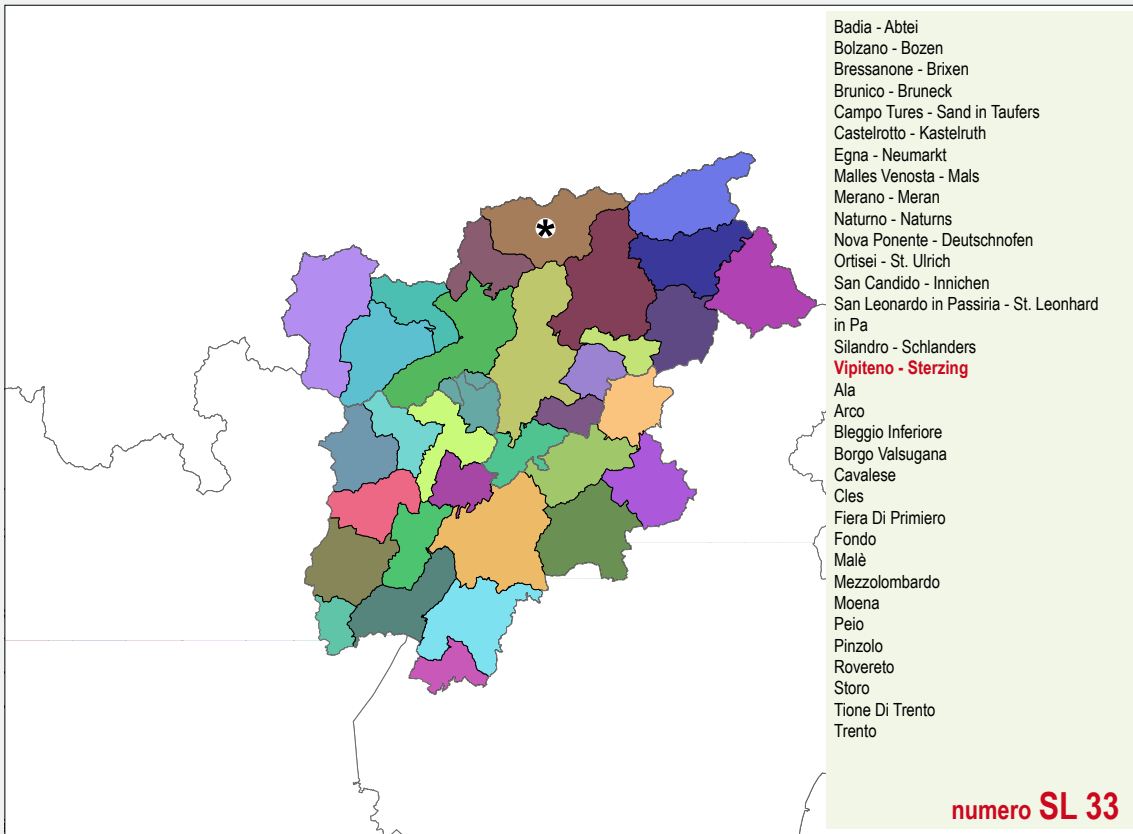 Badia - Abtei
Bolzano - Bozen
Bressanone - Brixen
Brunico - Bruneck
Campo Tures - Sand in Taufers
Castelrotto - Kastelruth
Egna - Neumarkt
Malles Venosta - Mals
Merano - Meran
Naturno - Naturns
Nova Ponente - Deutschnofen
Ortisei - St. Ulrich
San Candido - Innichen
San Leonardo in Passiria - St. Leonhard
in Pa
Silandro - Schlanders
Vipiteno - Sterzing
Ala
Arco
Bleggio Inferiore
Borgo Valsugana
Cavalese
Cles
Fiera Di Primiero
Fondo
Malè
Mezzolombardo
Moena
Peio
Pinzolo
Rovereto
Storo
Tione Di Trento
Trento
numero SL 33